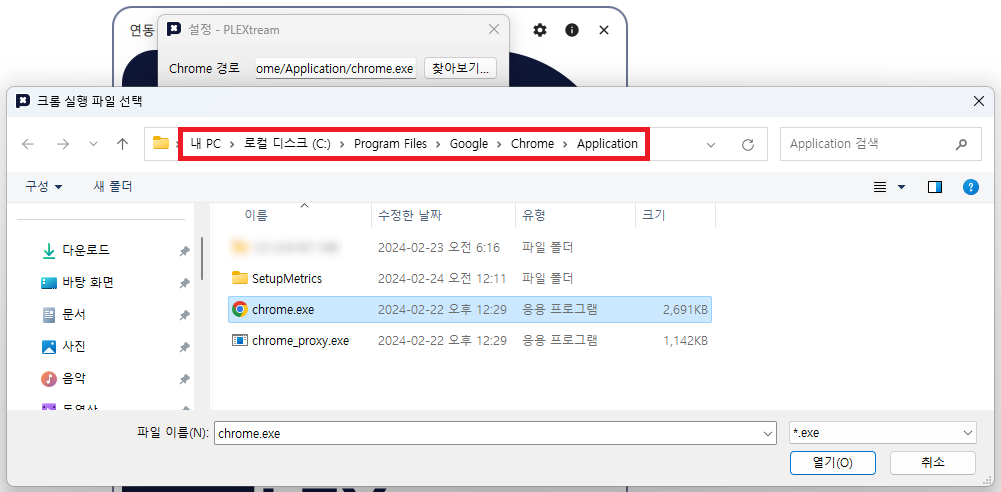 연동
설정 - PLEXtream
Chrome 경로 ome/Application/chrome.exe 찾아보기...
크롬 실행 파일 선택
내 PC > 로컬 디스크 (C:) > Program Files > Google > Chrome > Application
Application 검색
구성 새 폴더
이름 수정한 날짜 유형 크기
다운로드
바탕 화면
문서
사진
음악
동영상
2024-02-23 오전 6:16 파일 폴더
SetupMetrics 2024-02-24 오전 12:11 파일 폴더
chrome.exe 2024-02-22 오후 12:29 응용 프로그램 2,691KB
chrome_proxy.exe 2024-02-22 오후 12:29 응용 프로그램 1,142KB
파일 이름(N): chrome.exe *.exe
열기(O) 취소